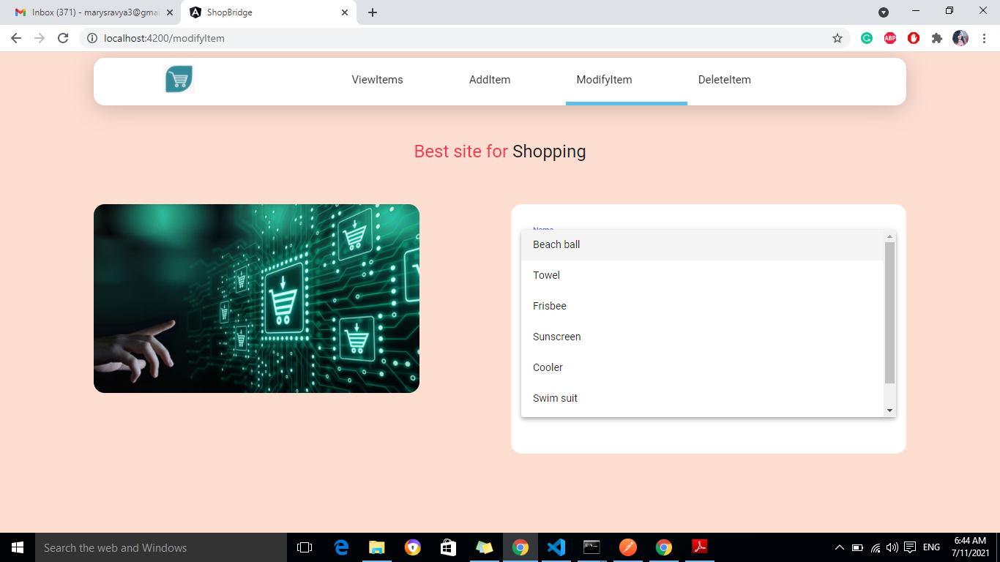 Inbox (371) - marysravya3@gma
ShopBridge
localhost:4200/modifyItem
ABP
ViewItems
AddItem
ModifyItem
DeleteItem
Best site for Shopping
Name
Beach ball
Towel
Frisbee
Sunscreen
Cooler
Swim suit
Search the web and Windows
ENG
6:44 AM
7/11/2021